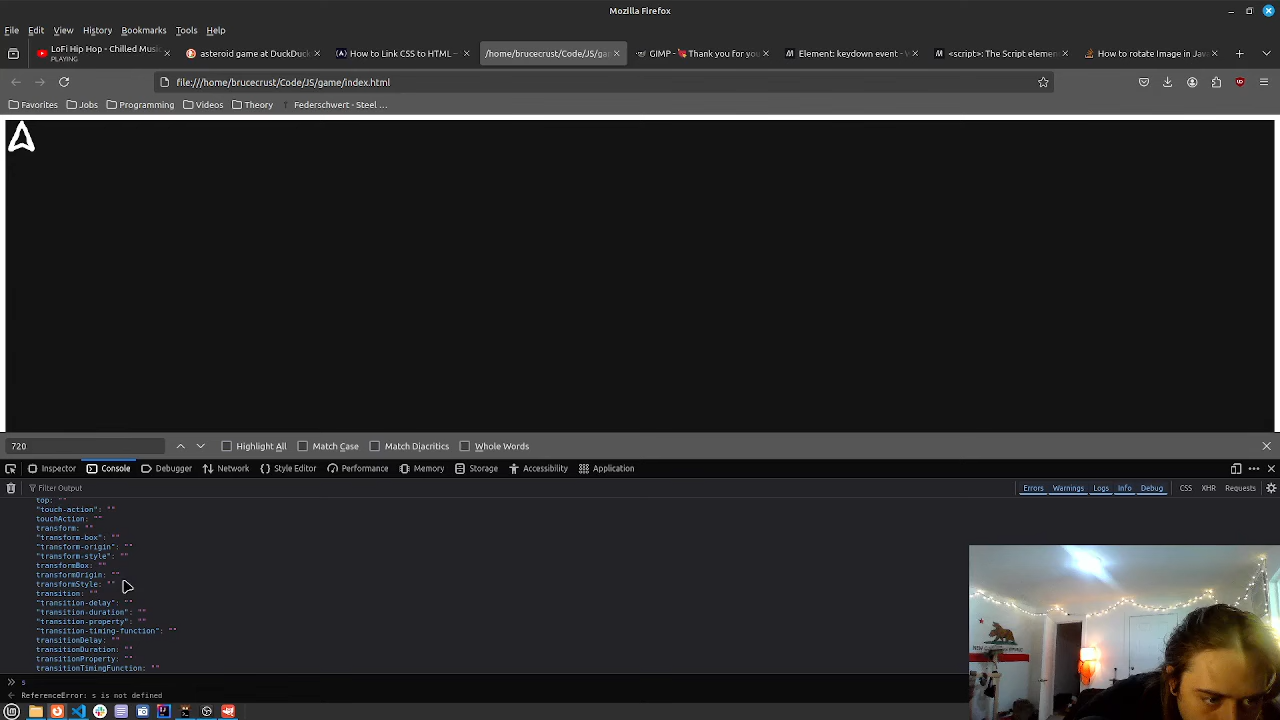 Mozilla Firefox
File Edit View History Bookmarks Tools Help
LoFi Hip Hop - Chilled Music
PLAYING
asteroid game at DuckDuck
How to Link CSS to HTML –
/home/brucecrust/Code/JS/gam
GIMP - Thank you for you
Element: keydown event - W
<script>: The Script elemen
How to rotate Image in Java
file:///home/brucecrust/Code/JS/game/index.html
Favorites Jobs Programming Videos Theory Federschwert - Steel ...
720 Highlight All Match Case Match Diacritics Whole Words
Inspector Console Debugger Network Style Editor Performance Memory Storage Accessibility Application
Filter Output Errors Warnings Logs Info Debug CSS XHR Requests
top: ""
"touch-action": ""
touchAction: ""
transform: ""
"transform-box": ""
"transform-origin": ""
"transform-style": ""
transformBox: ""
transformOrigin: ""
transformStyle: ""
transition: ""
"transition-delay": ""
"transition-duration": ""
"transition-property": ""
"transition-timing-function": ""
transitionDelay: ""
transitionDuration: ""
transitionProperty: ""
transitionTimingFunction: ""
s
ReferenceError: s is not defined